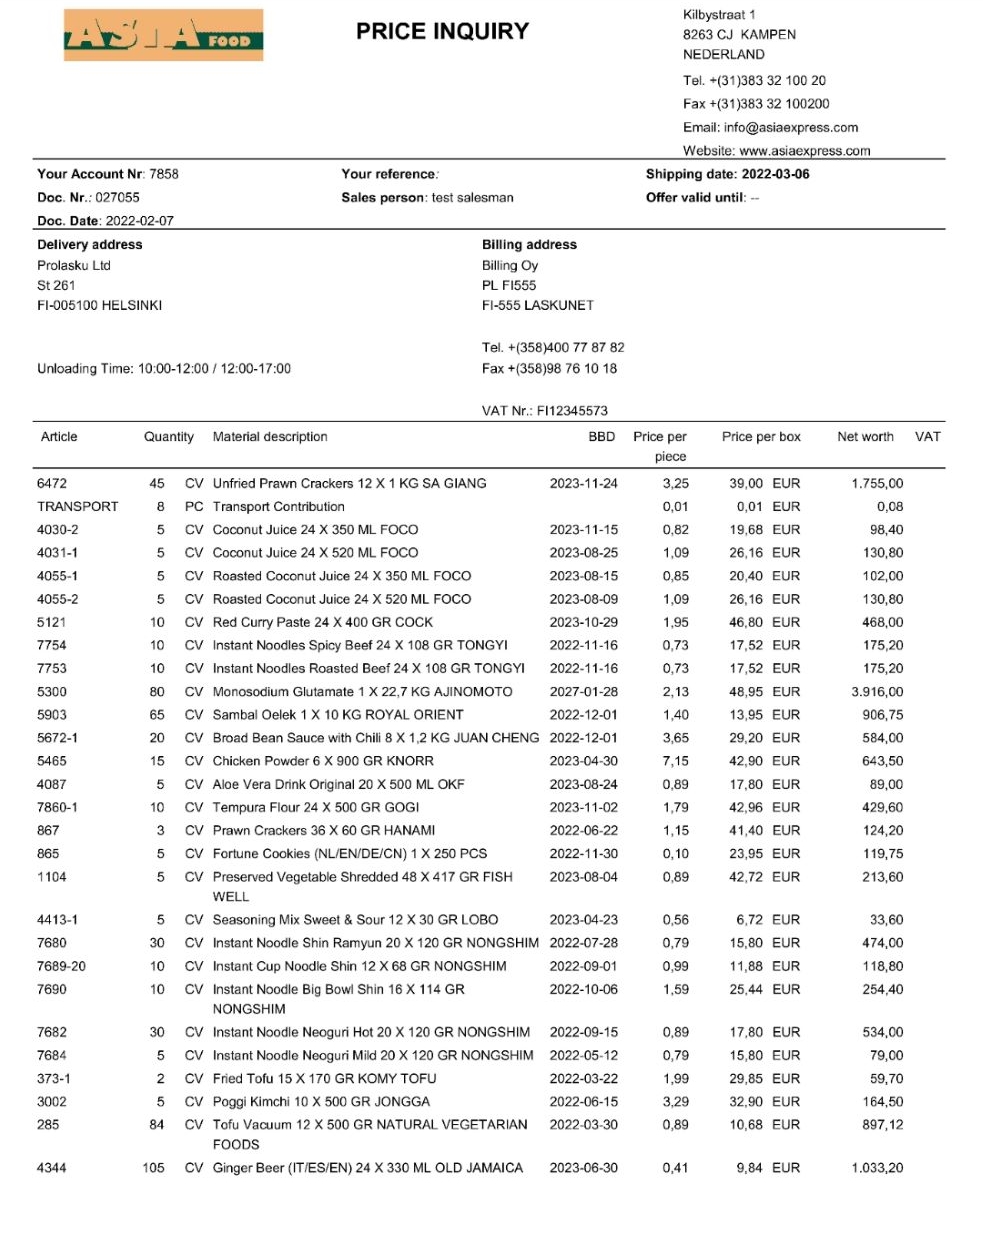 ASIA FOOD
PRICE INQUIRY
Kilbystraat 1
8263 CJ KAMPEN
NEDERLAND
Tel. +(31)383 32 100 20
Fax +(31)383 32 100200
Email: info@asiaexpress.com
Website: www.asiaexpress.com
Your Account Nr: 7858 Your reference: Shipping date: 2022-03-06
Doc. Nr.: 027055 Sales person: test salesman Offer valid until: --
Doc. Date: 2022-02-07
Delivery address Billing address
Prolasku Ltd Billing Oy
St 261 PL FI555
FI-005100 HELSINKI FI-555 LASKUNET
Tel. +(358)400 77 87 82
Unloading Time: 10:00-12:00 / 12:00-17:00 Fax +(358)98 76 10 18
VAT Nr.: FI12345573
Article Quantity Material description BBD Price per Price per box Net worth VAT
piece
6472 45 CV Unfried Prawn Crackers 12 X 1 KG SA GIANG 2023-11-24 3,25 39,00 EUR 1.755,00
TRANSPORT 8 PC Transport Contribution 0,01 0,01 EUR 0,08
4030-2 5 CV Coconut Juice 24 X 350 ML FOCO 2023-11-15 0,82 19,68 EUR 98,40
4031-1 5 CV Coconut Juice 24 X 520 ML FOCO 2023-08-25 1,09 26,16 EUR 130,80
4055-1 5 CV Roasted Coconut Juice 24 X 350 ML FOCO 2023-08-15 0,85 20,40 EUR 102,00
4055-2 5 CV Roasted Coconut Juice 24 X 520 ML FOCO 2023-08-09 1,09 26,16 EUR 130,80
5121 10 CV Red Curry Paste 24 X 400 GR COCK 2023-10-29 1,95 46,80 EUR 468,00
7754 10 CV Instant Noodles Spicy Beef 24 X 108 GR TONGYI 2022-11-16 0,73 17,52 EUR 175,20
7753 10 CV Instant Noodles Roasted Beef 24 X 108 GR TONGYI 2022-11-16 0,73 17,52 EUR 175,20
5300 80 CV Monosodium Glutamate 1 X 22,7 KG AJINOMOTO 2027-01-28 2,13 48,95 EUR 3.916,00
5903 65 CV Sambal Oelek 1 X 10 KG ROYAL ORIENT 2022-12-01 1,40 13,95 EUR 906,75
5672-1 20 CV Broad Bean Sauce with Chili 8 X 1,2 KG JUAN CHENG 2022-12-01 3,65 29,20 EUR 584,00
5465 15 CV Chicken Powder 6 X 900 GR KNORR 2023-04-30 7,15 42,90 EUR 643,50
4087 5 CV Aloe Vera Drink Original 20 X 500 ML OKF 2023-08-24 0,89 17,80 EUR 89,00
7860-1 10 CV Tempura Flour 24 X 500 GR GOGI 2023-11-02 1,79 42,96 EUR 429,60
867 3 CV Prawn Crackers 36 X 60 GR HANAMI 2022-06-22 1,15 41,40 EUR 124,20
865 5 CV Fortune Cookies (NL/EN/DE/CN) 1 X 250 PCS 2022-11-30 0,10 23,95 EUR 119,75
1104 5 CV Preserved Vegetable Shredded 48 X 417 GR FISH 2023-08-04 0,89 42,72 EUR 213,60
WELL
4413-1 5 CV Seasoning Mix Sweet & Sour 12 X 30 GR LOBO 2023-04-23 0,56 6,72 EUR 33,60
7680 30 CV Instant Noodle Shin Ramyun 20 X 120 GR NONGSHIM 2022-07-28 0,79 15,80 EUR 474,00
7689-20 10 CV Instant Cup Noodle Shin 12 X 68 GR NONGSHIM 2022-09-01 0,99 11,88 EUR 118,80
7690 10 CV Instant Noodle Big Bowl Shin 16 X 114 GR 2022-10-06 1,59 25,44 EUR 254,40
NONGSHIM
7682 30 CV Instant Noodle Neoguri Hot 20 X 120 GR NONGSHIM 2022-09-15 0,89 17,80 EUR 534,00
7684 5 CV Instant Noodle Neoguri Mild 20 X 120 GR NONGSHIM 2022-05-12 0,79 15,80 EUR 79,00
373-1 2 CV Fried Tofu 15 X 170 GR KOMY TOFU 2022-03-22 1,99 29,85 EUR 59,70
3002 5 CV Poggi Kimchi 10 X 500 GR JONGGA 2022-06-15 3,29 32,90 EUR 164,50
285 84 CV Tofu Vacuum 12 X 500 GR NATURAL VEGETARIAN 2022-03-30 0,89 10,68 EUR 897,12
FOODS
4344 105 CV Ginger Beer (IT/ES/EN) 24 X 330 ML OLD JAMAICA 2023-06-30 0,41 9,84 EUR 1.033,20